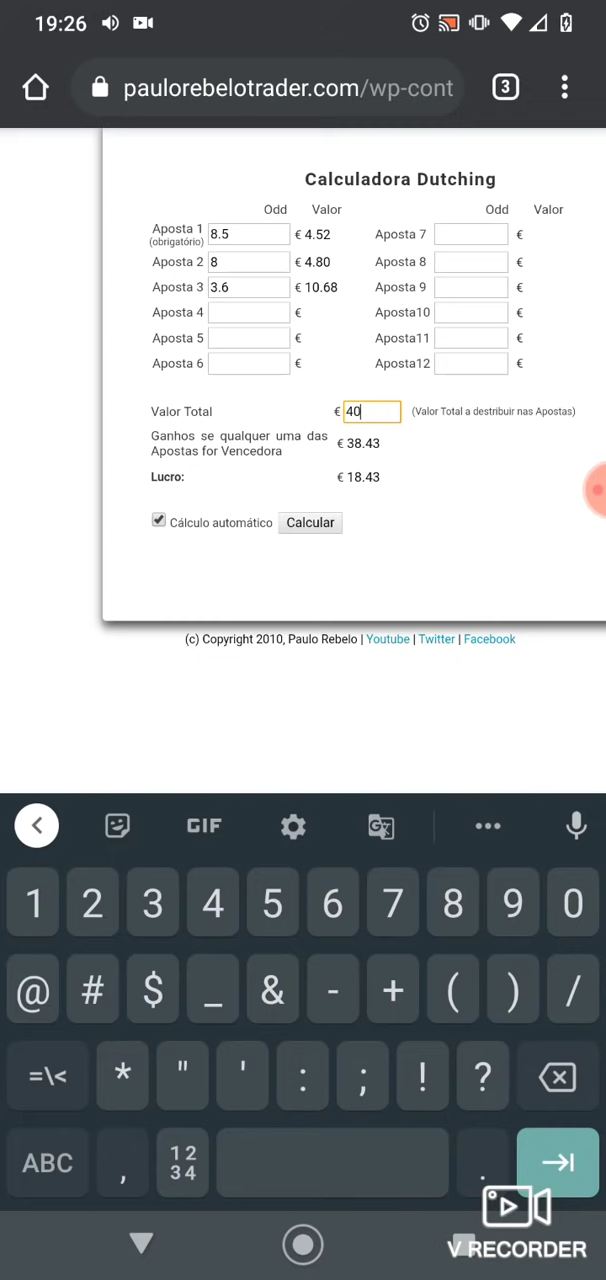 19:26
paulorebelotrader.com/wp-cont 3
Calculadora Dutching
Odd Valor Odd Valor
Aposta 1 (obrigatório) 8.5 € 4.52 Aposta 7 €
Aposta 2 8 € 4.80 Aposta 8 €
Aposta 3 3.6 € 10.68 Aposta 9 €
Aposta 4 € Aposta10 €
Aposta 5 € Aposta11 €
Aposta 6 € Aposta12 €
Valor Total € 40 (Valor Total a destribuir nas Apostas)
Ganhos se qualquer uma das
Apostas for Vencedora € 38.43
Lucro: € 18.43
Cálculo automático Calcular
(c) Copyright 2010, Paulo Rebelo | Youtube | Twitter | Facebook
GIF
1 2 3 4 5 6 7 8 9 0
@ # $ _ & - + ( ) /
=\< * " ' : ; ! ?
ABC , 1 2 3 4 .
V RECORDER